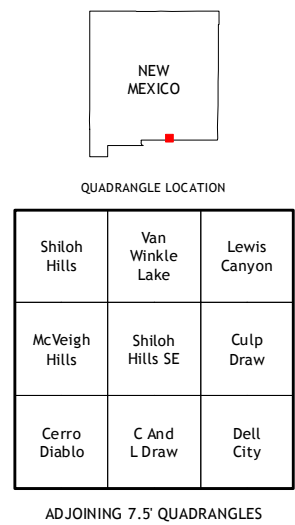 NEW
MEXICO
QUADRANGLE LOCATION
Shiloh
Hills
Van
Winkle
Lake
Lewis
Canyon
McVeigh
Hills
Shiloh
Hills SE
Culp
Draw
Cerro
Diablo
C And
L Draw
Dell
City
ADJOINING 7.5' QUADRANGLES